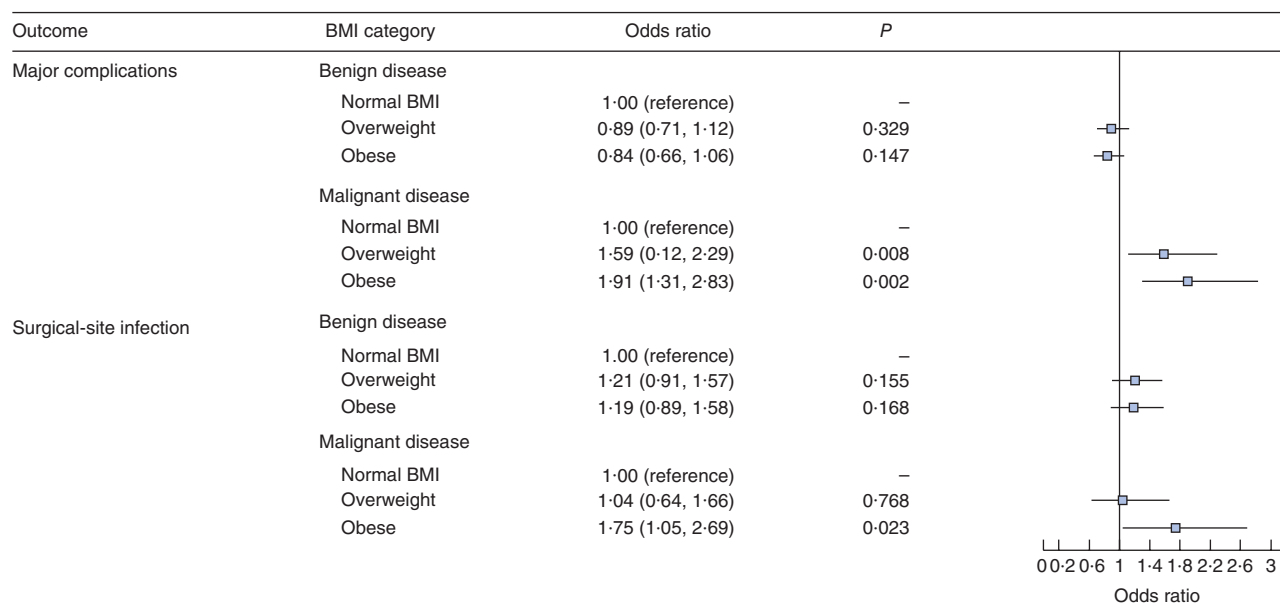 Outcome BMI category Odds ratio P
Major complications Benign disease
Normal BMI 1·00 (reference) –
Overweight 0·89 (0·71, 1·12) 0·329
Obese 0·84 (0·66, 1·06) 0·147
Malignant disease
Normal BMI 1·00 (reference) –
Overweight 1·59 (0·12, 2·29) 0·008
Obese 1·91 (1·31, 2·83) 0·002
Surgical-site infection Benign disease
Normal BMI 1.00 (reference) –
Overweight 1·21 (0·91, 1·57) 0·155
Obese 1·19 (0·89, 1·58) 0·168
Malignant disease
Normal BMI 1·00 (reference) –
Overweight 1·04 (0·64, 1·66) 0·768
Obese 1·75 (1·05, 2·69) 0·023
0 0·2 0·6 1 1·4 1·8 2·2 2·6 3
Odds ratio